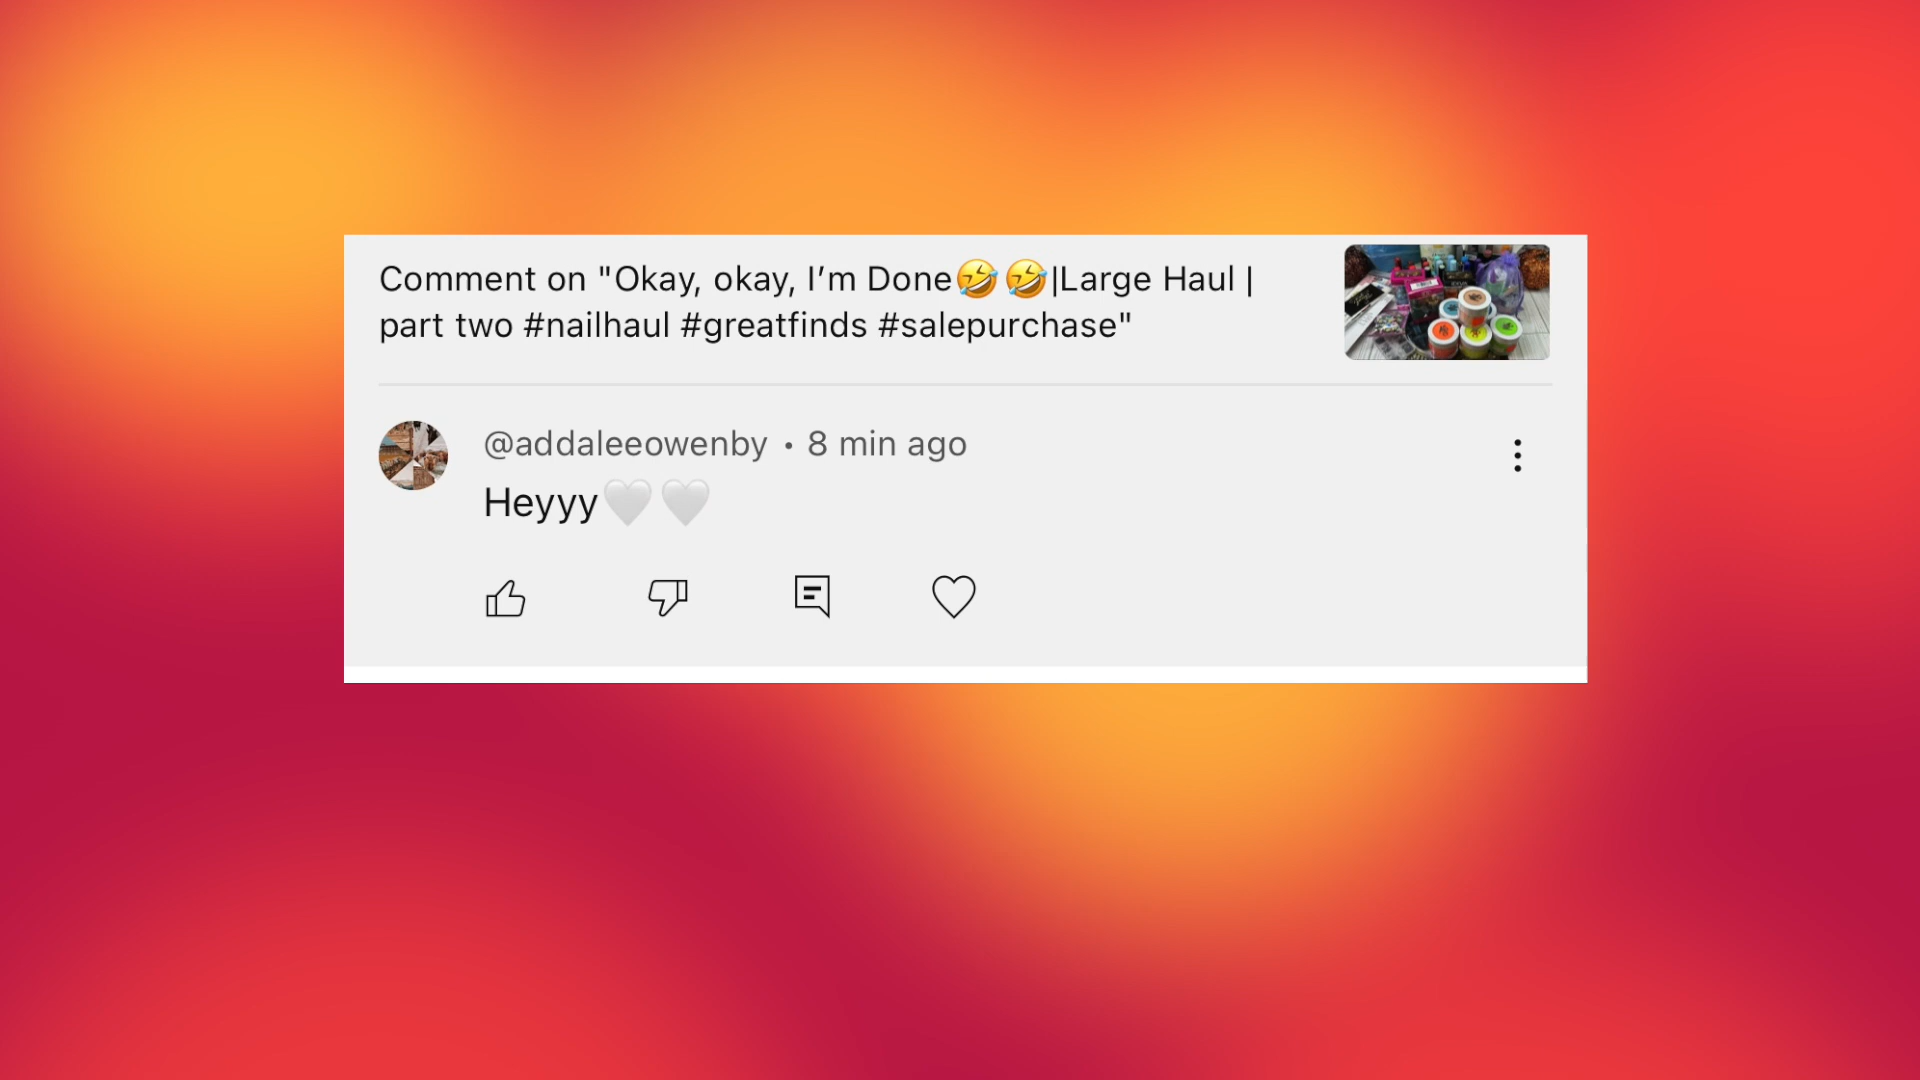 Comment on "Okay, okay, I’m Done🤣🤣|Large Haul |
part two #nailhaul #greatfinds #salepurchase"
@addaleeowenby • 8 min ago
Heyyy🤍🤍